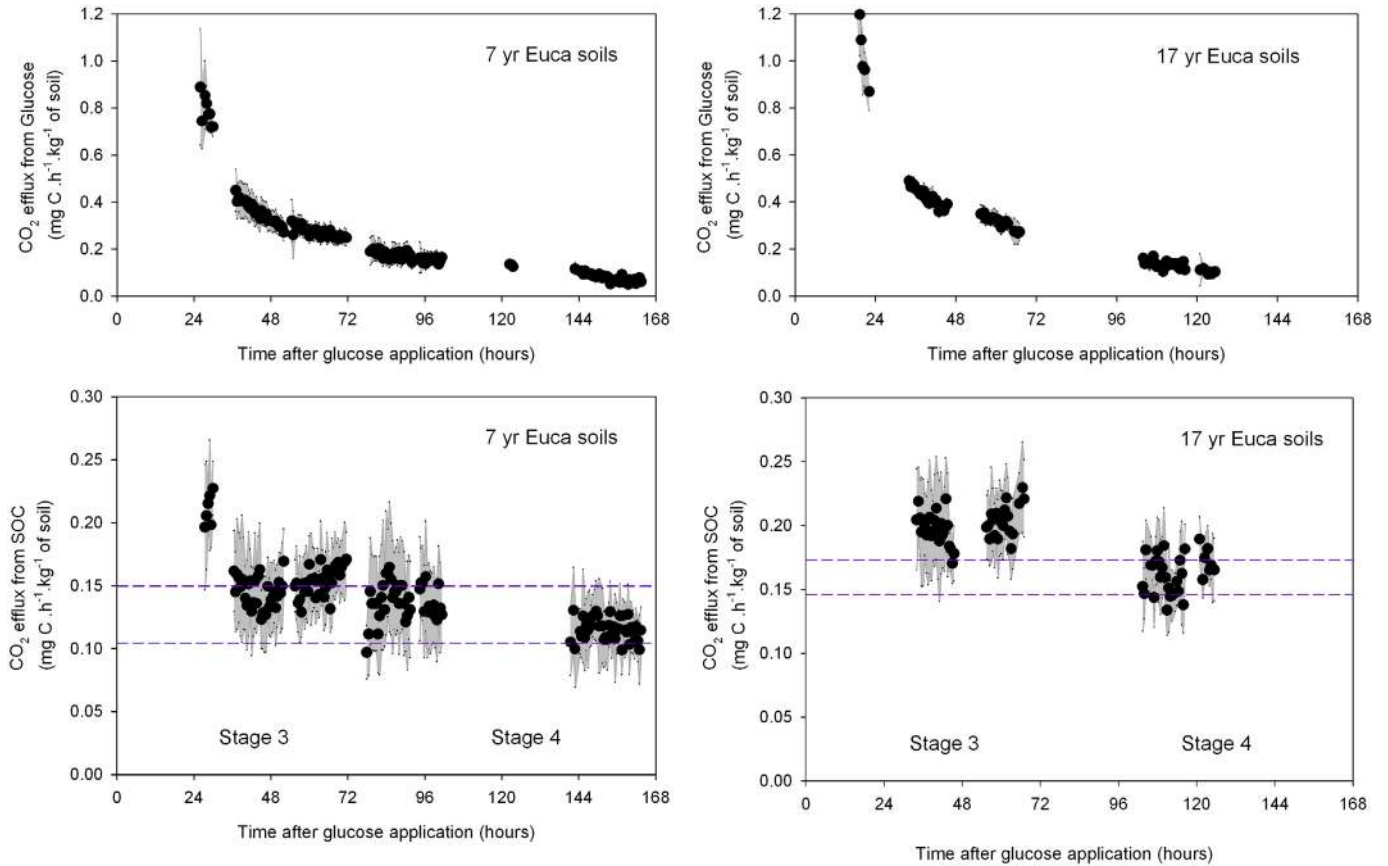 7 yr Euca soils
CO₂ efflux from Glucose
(mg C .h⁻¹.kg⁻¹ of soil)
1.2
1.0
0.8
0.6
0.4
0.2
0.0
0 24 48 72 96 120 144 168
Time after glucose application (hours)
17 yr Euca soils
CO₂ efflux from Glucose
(mg C .h⁻¹.kg⁻¹ of soil)
1.2
1.0
0.8
0.6
0.4
0.2
0.0
0 24 48 72 96 120 144 168
Time after glucose application (hours)
7 yr Euca soils
CO₂ efflux from SOC
(mg C .h⁻¹.kg⁻¹ of soil)
0.30
0.25
0.20
0.15
0.10
0.05
0.00
Stage 3 Stage 4
0 24 48 72 96 120 144 168
Time after glucose application (hours)
17 yr Euca soils
CO₂ efflux from SOC
(mg C .h⁻¹.kg⁻¹ of soil)
0.30
0.25
0.20
0.15
0.10
0.05
0.00
Stage 3 Stage 4
0 24 48 72 96 120 144 168
Time after glucose application (hours)